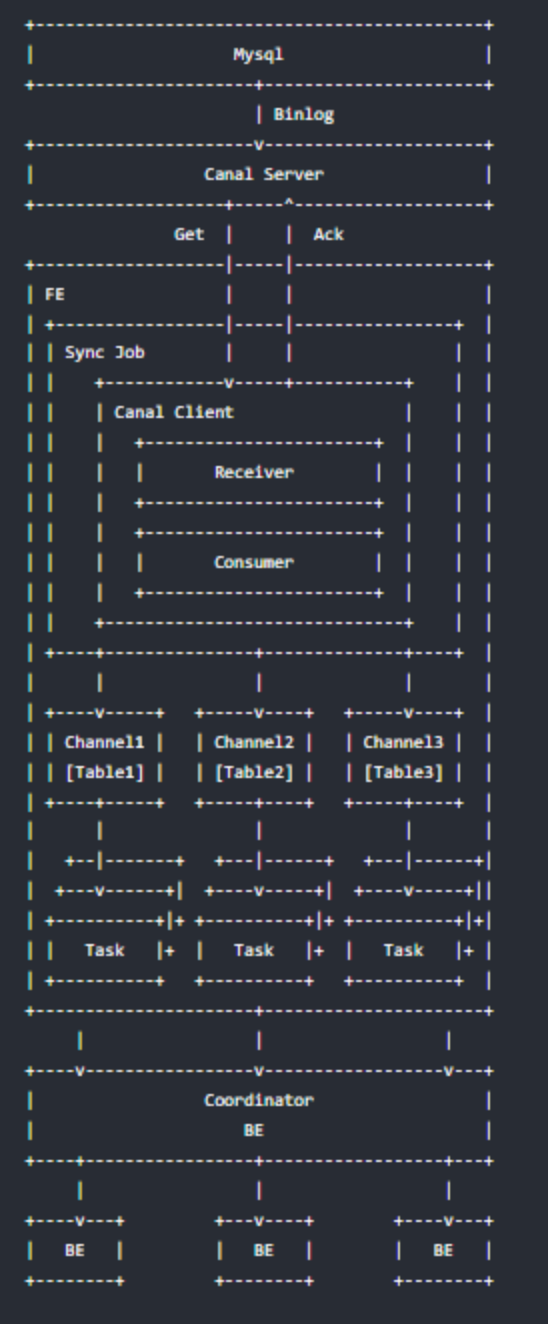 Mysql
Binlog
Canal Server
Get Ack
FE
Sync Job
Canal Client
Receiver
Consumer
Channel1 Channel2 Channel3
[Table1] [Table2] [Table3]
Task Task Task
Coordinator
BE
BE BE BE